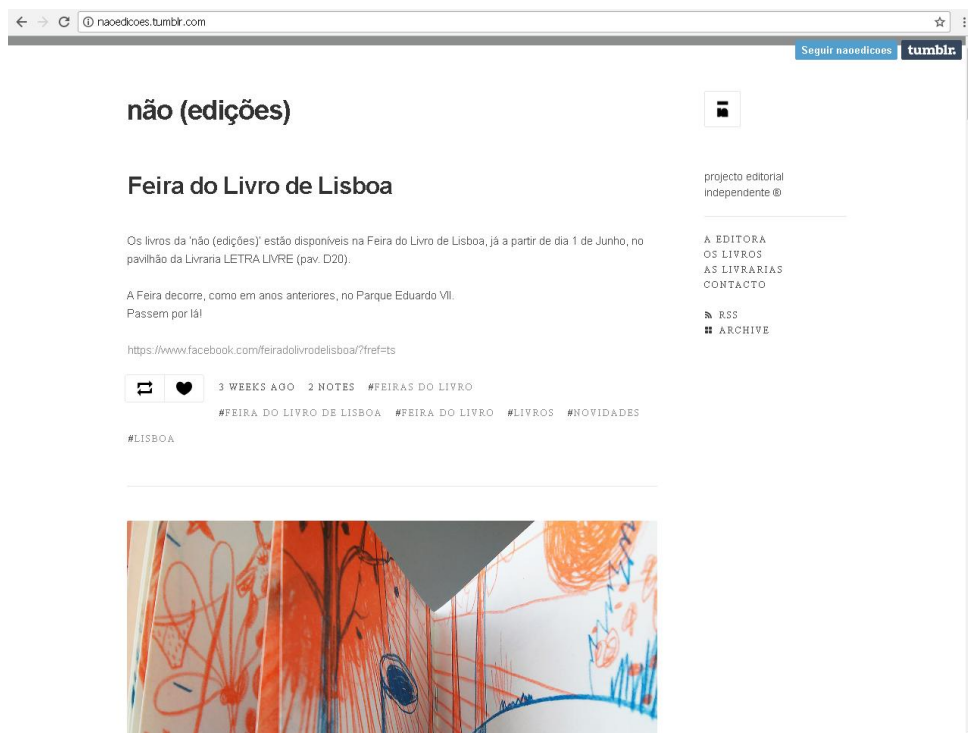 naoedicoes.tumblr.com
Seguir naoedicoes
tumblr.
não (edições)
Feira do Livro de Lisboa
Os livros da 'não (edições)' estão disponíveis na Feira do Livro de Lisboa, já a partir de dia 1 de Junho, no
pavilhão da Livraria LETRA LIVRE (pav. D20).
A Feira decorre, como em anos anteriores, no Parque Eduardo VII.
Passem por lá!
https://www.facebook.com/feiradolivrodelisboa/?fref=ts
3 WEEKS AGO 2 NOTES #FEIRAS DO LIVRO
#FEIRA DO LIVRO DE LISBOA #FEIRA DO LIVRO #LIVROS #NOVIDADES
#LISBOA
projecto editorial
independente ®
A EDITORA
OS LIVROS
AS LIVRARIAS
CONTACTO
RSS
ARCHIVE